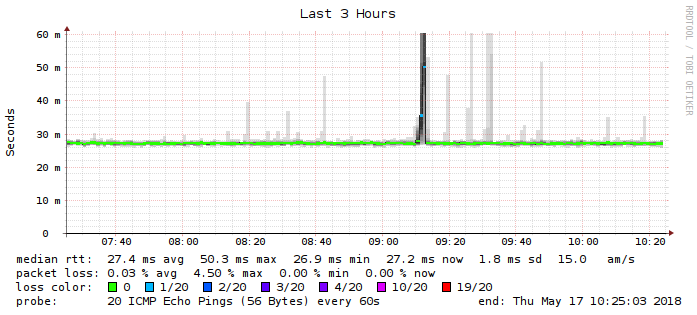 Last 3 Hours
RRDTOOL / TOBI OETIKER
Seconds
60 m
50 m
40 m
30 m
20 m
10 m
0
07:40 08:00 08:20 08:40 09:00 09:20 09:40 10:00 10:20
median rtt: 27.4 ms avg 50.3 ms max 26.9 ms min 27.2 ms now 1.8 ms sd 15.0 am/s
packet loss: 0.03 % avg 4.50 % max 0.00 % min 0.00 % now
loss color: 0 1/20 2/20 3/20 4/20 10/20 19/20
probe: 20 ICMP Echo Pings (56 Bytes) every 60s end: Thu May 17 10:25:03 2018